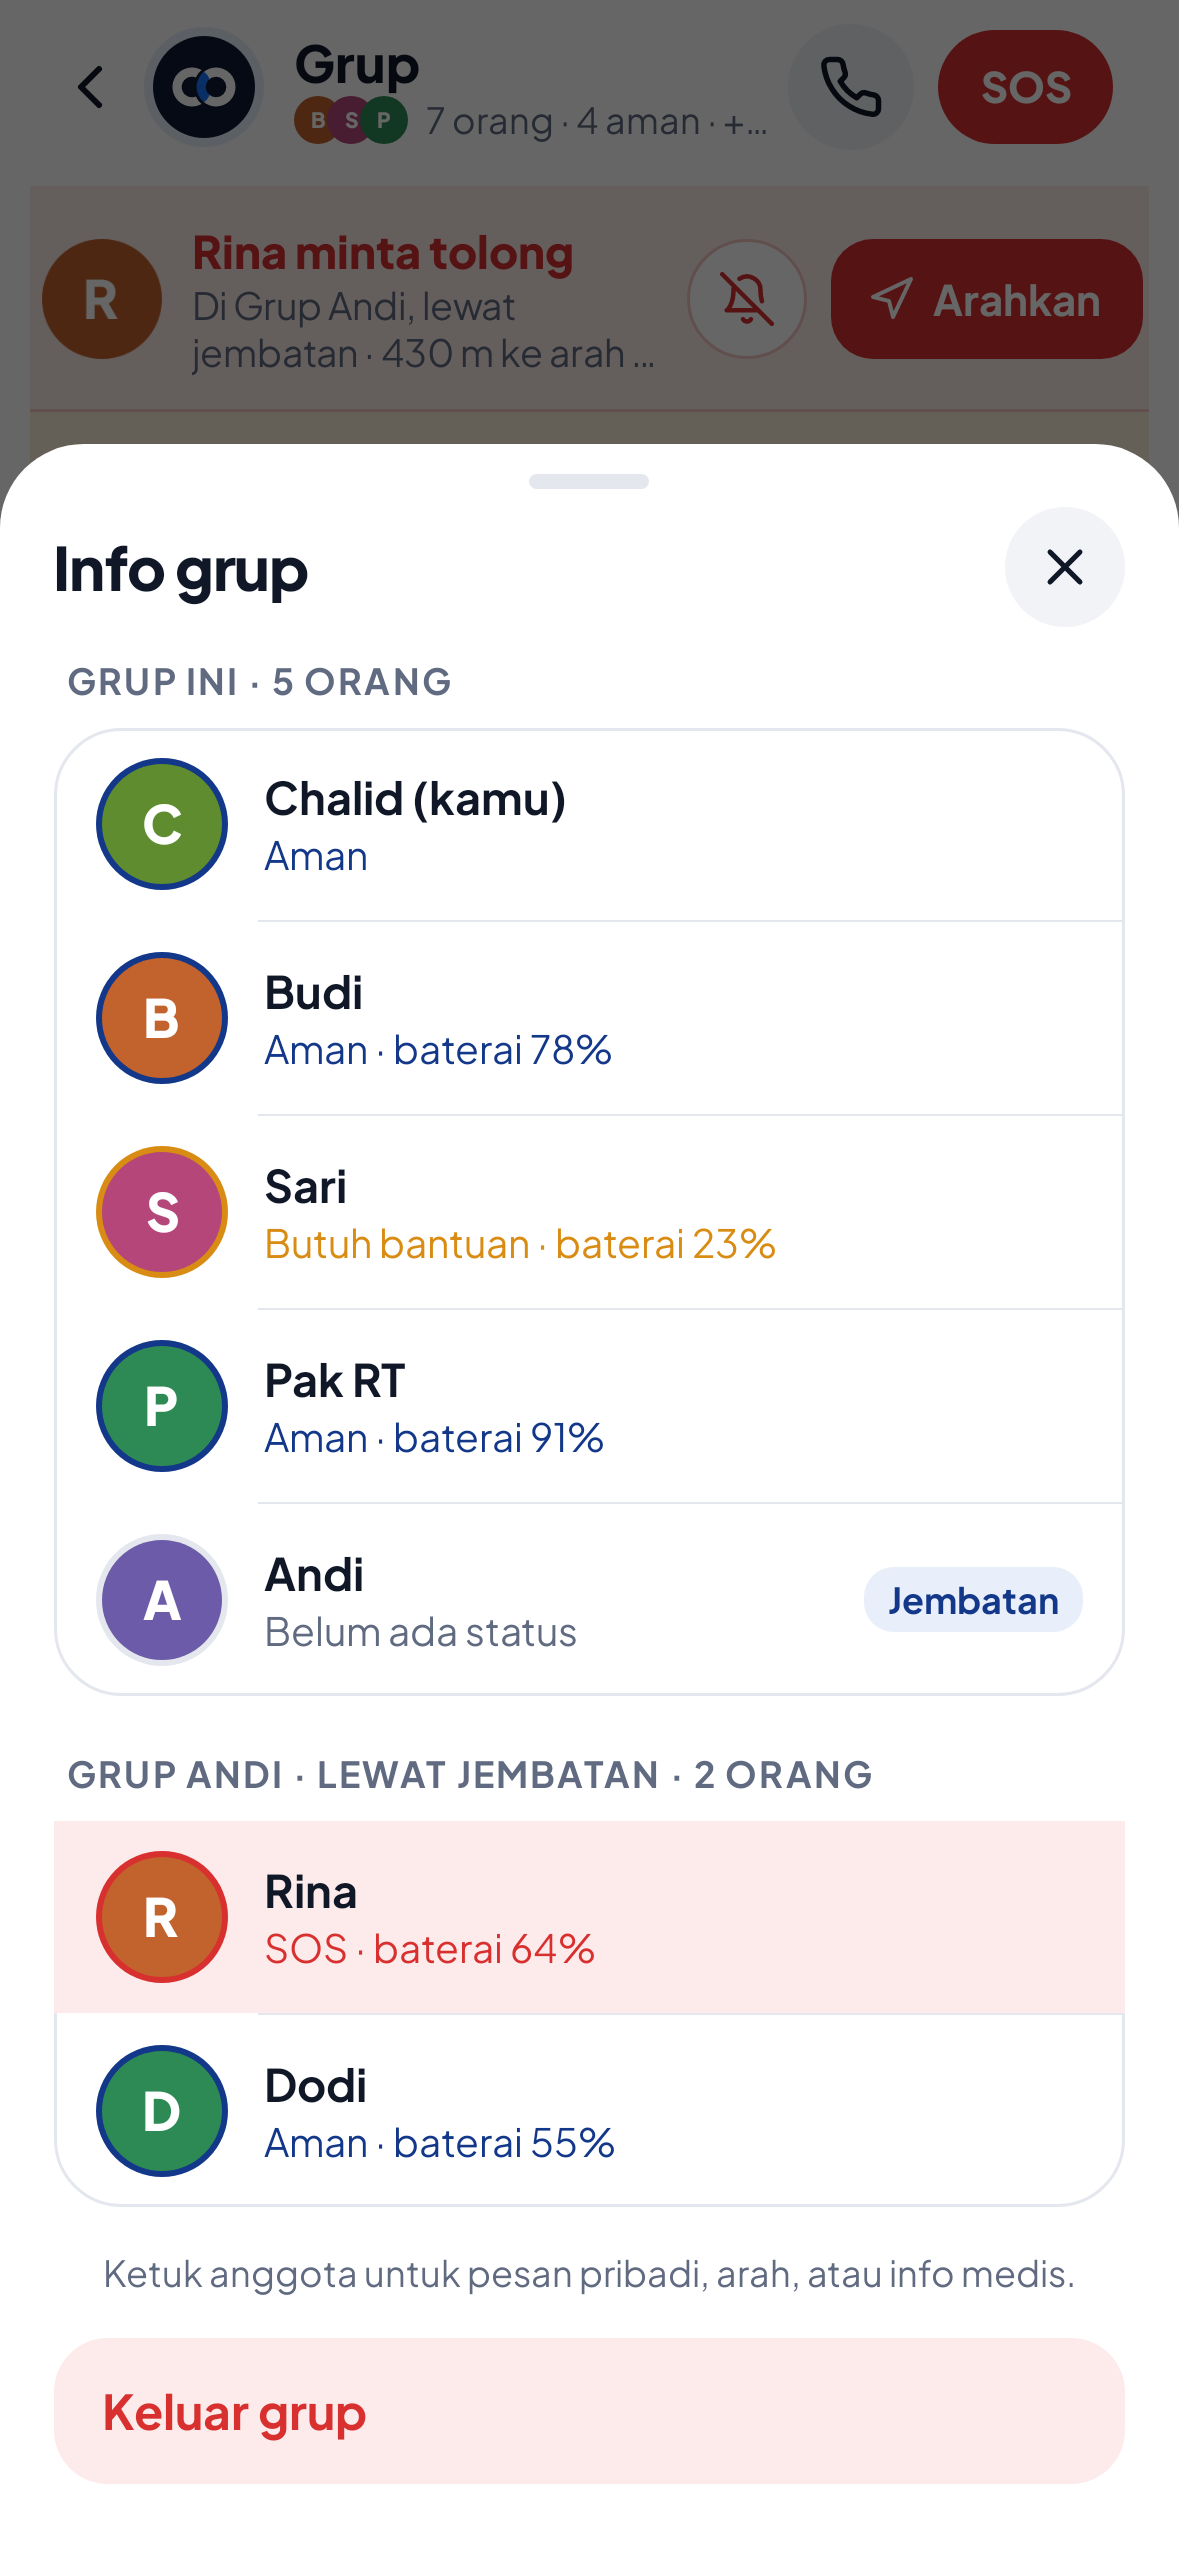 Grup
B S P 7 orang · 4 aman · +...
SOS
R
Rina minta tolong
Di Grup Andi, lewat
jembatan · 430 m ke arah ...
Arahkan
Info grup
GRUP INI · 5 ORANG
C
Chalid (kamu)
Aman
B
Budi
Aman · baterai 78%
S
Sari
Butuh bantuan · baterai 23%
P
Pak RT
Aman · baterai 91%
A
Andi
Belum ada status
Jembatan
GRUP ANDI · LEWAT JEMBATAN · 2 ORANG
R
Rina
SOS · baterai 64%
D
Dodi
Aman · baterai 55%
Ketuk anggota untuk pesan pribadi, arah, atau info medis.
Keluar grup